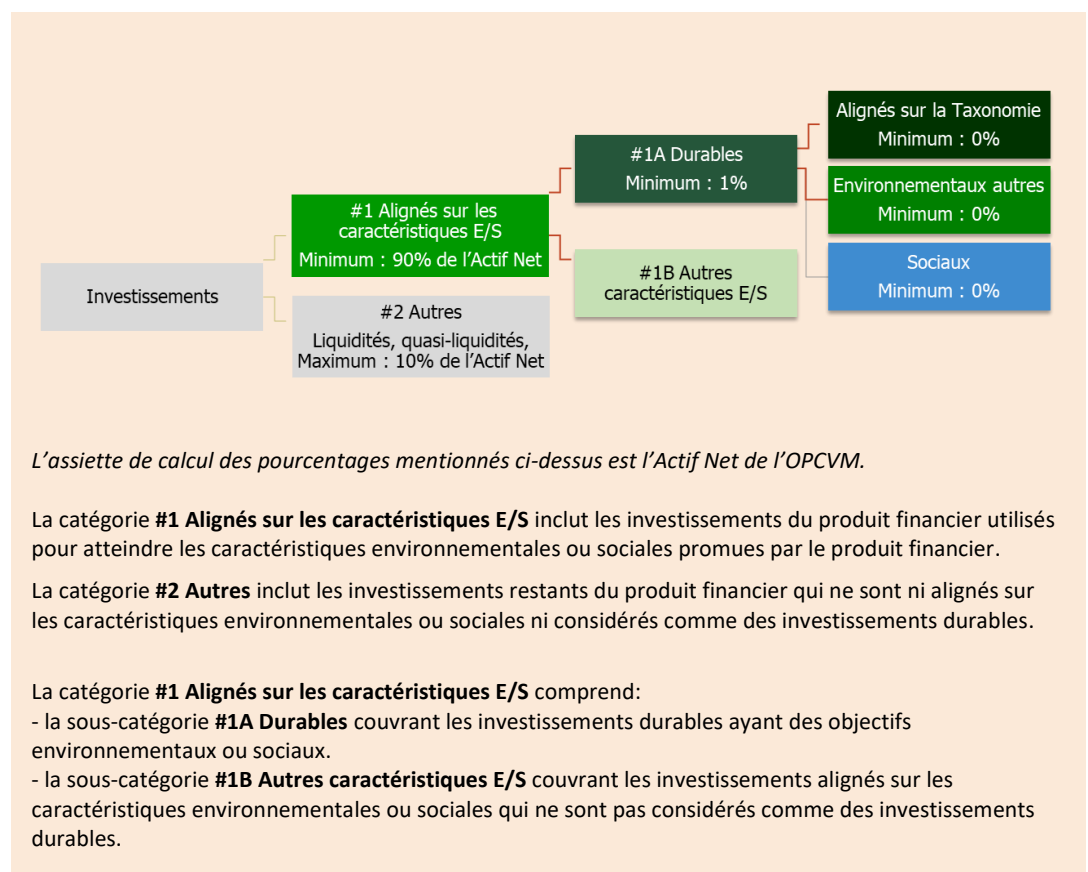 Alignés sur la Taxonomie
Minimum : 0%
#1A Durables
Minimum : 1%
Environnementaux autres
Minimum : 0%
#1 Alignés sur les
caractéristiques E/S
Minimum : 90% de l’Actif Net
Sociaux
Minimum : 0%
#1B Autres
caractéristiques E/S
Investissements
#2 Autres
Liquidités, quasi-liquidités,
Maximum : 10% de l’Actif Net
L’assiette de calcul des pourcentages mentionnés ci-dessus est l’Actif Net de l’OPCVM.
La catégorie #1 Alignés sur les caractéristiques E/S inclut les investissements du produit financier utilisés
pour atteindre les caractéristiques environnementales ou sociales promues par le produit financier.
La catégorie #2 Autres inclut les investissements restants du produit financier qui ne sont ni alignés sur
les caractéristiques environnementales ou sociales ni considérés comme des investissements durables.
La catégorie #1 Alignés sur les caractéristiques E/S comprend:
- la sous-catégorie #1A Durables couvrant les investissements durables ayant des objectifs
environnementaux ou sociaux.
- la sous-catégorie #1B Autres caractéristiques E/S couvrant les investissements alignés sur les
caractéristiques environnementales ou sociales qui ne sont pas considérés comme des investissements
durables.